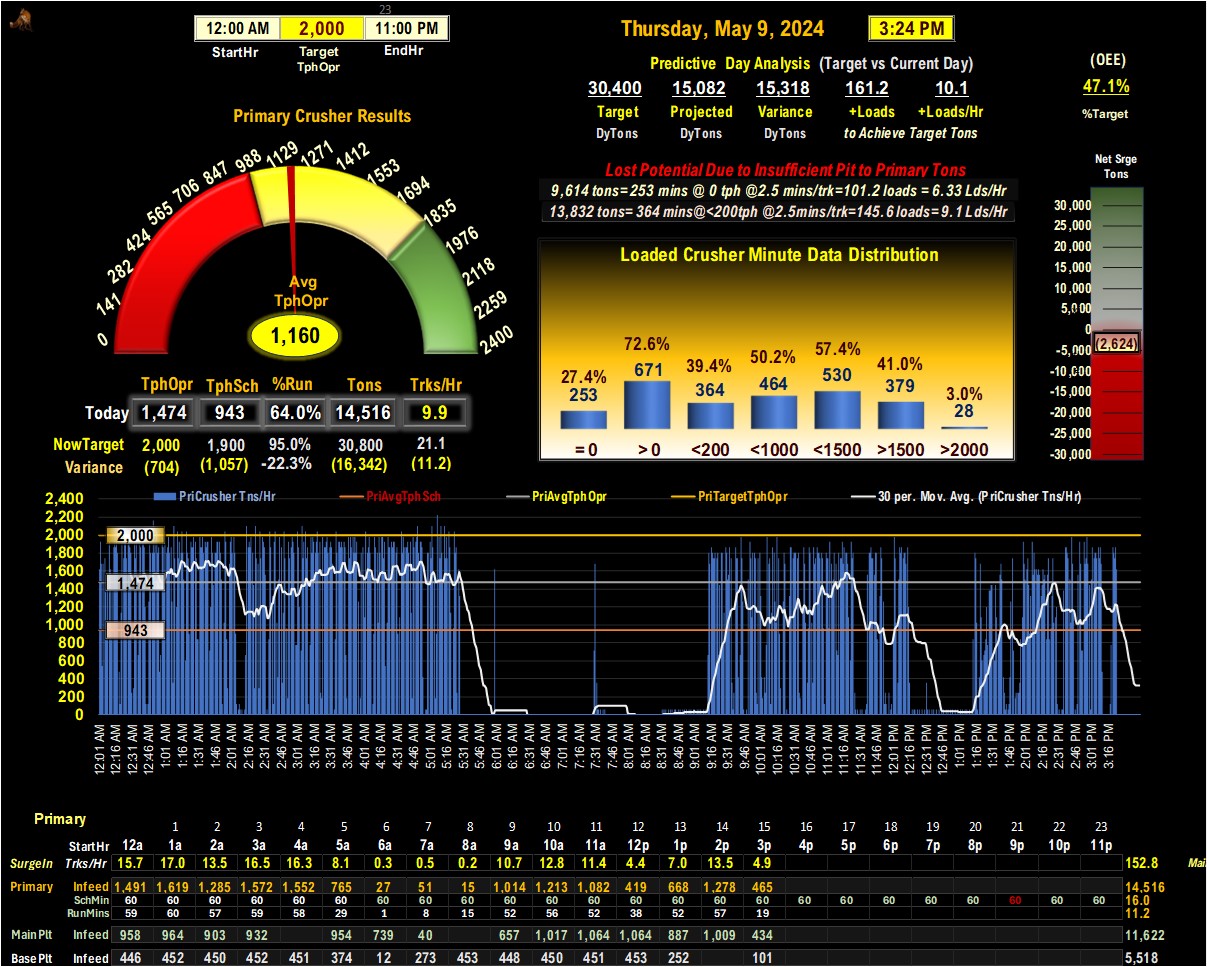 23
12:00 AM 2,000 11:00 PM
StartHr Target TphOpr EndHr
Thursday, May 9, 2024 3:24 PM
Predictive Day Analysis (Target vs Current Day)
30,400 15,082 15,318 161.2 10.1
Target Projected Variance +Loads +Loads/Hr
DyTons DyTons DyTons to Achieve Target Tons
(OEE)
47.1%
%Target
Primary Crusher Results
0 141 282 424 565 706 847 988 1129 1271 1412 1553 1694 1835 1976 2118 2259 2400
Avg
TphOpr
1,160
Lost Potential Due to Insufficient Pit to Primary Tons
9,614 tons=253 mins @ 0 tph @2.5 mins/trk=101.2 loads = 6.33 Lds/Hr
13,832 tons= 364 mins@<200tph @2.5mins/trk=145.6 loads= 9.1 Lds/Hr
Net Srge
Tons
30,000
25,000
20,000
15,000
10,000
5,000
0
(2,624)
-5,000
-10,000
-15,000
-20,000
-25,000
-30,000
Loaded Crusher Minute Data Distribution
27.4% 72.6% 39.4% 50.2% 57.4% 41.0% 3.0%
253 671 364 464 530 379 28
=0 >0 <200 <1000 <1500 >1500 >2000
TphOpr TphSch %Run Tons Trks/Hr
Today 1,474 943 64.0% 14,516 9.9
NowTarget 2,000 1,900 95.0% 30,800 21.1
Variance (704) (1,057) -22.3% (16,342) (11.2)
PriCrusher Tns/Hr PriAvgTphSch PriAvgTphOpr PriTargetTphOpr 30 per. Mov. Avg. (PriCrusher Tns/Hr)
2,400
2,200
2,000 2,000
1,800
1,600
1,400 1,474
1,200
1,000 943
800
600
400
200
0
12:01 AM 12:16 AM 12:31 AM 12:46 AM 1:01 AM 1:16 AM 1:31 AM 1:46 AM 2:01 AM 2:16 AM 2:31 AM 2:46 AM 3:01 AM 3:16 AM 3:31 AM 3:46 AM 4:01 AM 4:16 AM 4:31 AM 4:46 AM 5:01 AM 5:16 AM 5:31 AM 5:46 AM 6:01 AM 6:16 AM 6:31 AM 6:46 AM 7:01 AM 7:16 AM 7:31 AM 7:46 AM 8:01 AM 8:16 AM 8:31 AM 8:46 AM 9:01 AM 9:16 AM 9:31 AM 9:46 AM 10:01 AM 10:16 AM 10:31 AM 10:46 AM 11:01 AM 11:16 AM 11:31 AM 11:46 AM 12:01 PM 12:16 PM 12:31 PM 12:46 PM 1:01 PM 1:16 PM 1:31 PM 1:46 PM 2:01 PM 2:16 PM 2:31 PM 2:46 PM 3:01 PM 3:16 PM
Primary
1 2 3 4 5 6 7 8 9 10 11 12 13 14 15 16 17 18 19 20 21 22 23
StartHr 12a 1a 2a 3a 4a 5a 6a 7a 8a 9a 10a 11a 12p 1p 2p 3p 4p 5p 6p 7p 8p 9p 10p 11p
SurgeIn Trks/Hr 15.7 17.0 13.5 16.5 16.3 8.1 0.3 0.5 0.2 10.7 12.8 11.4 4.4 7.0 13.5 4.9 152.8
Primary Infeed 1,491 1,619 1,285 1,572 1,552 765 27 51 15 1,014 1,213 1,082 419 668 1,278 465 14,516
SchMin 60 60 60 60 60 60 60 60 60 60 60 60 60 60 60 60 60 60 60 60 60 60 60 60 16.0
RunMins 59 60 57 59 58 29 1 8 15 52 56 52 38 52 57 19 11.2
MainPlt Infeed 958 964 903 932 954 739 40 657 1,017 1,064 1,064 887 1,009 434 11,622
BasePlt Infeed 446 452 450 452 451 374 12 273 453 448 450 451 453 252 101 5,518